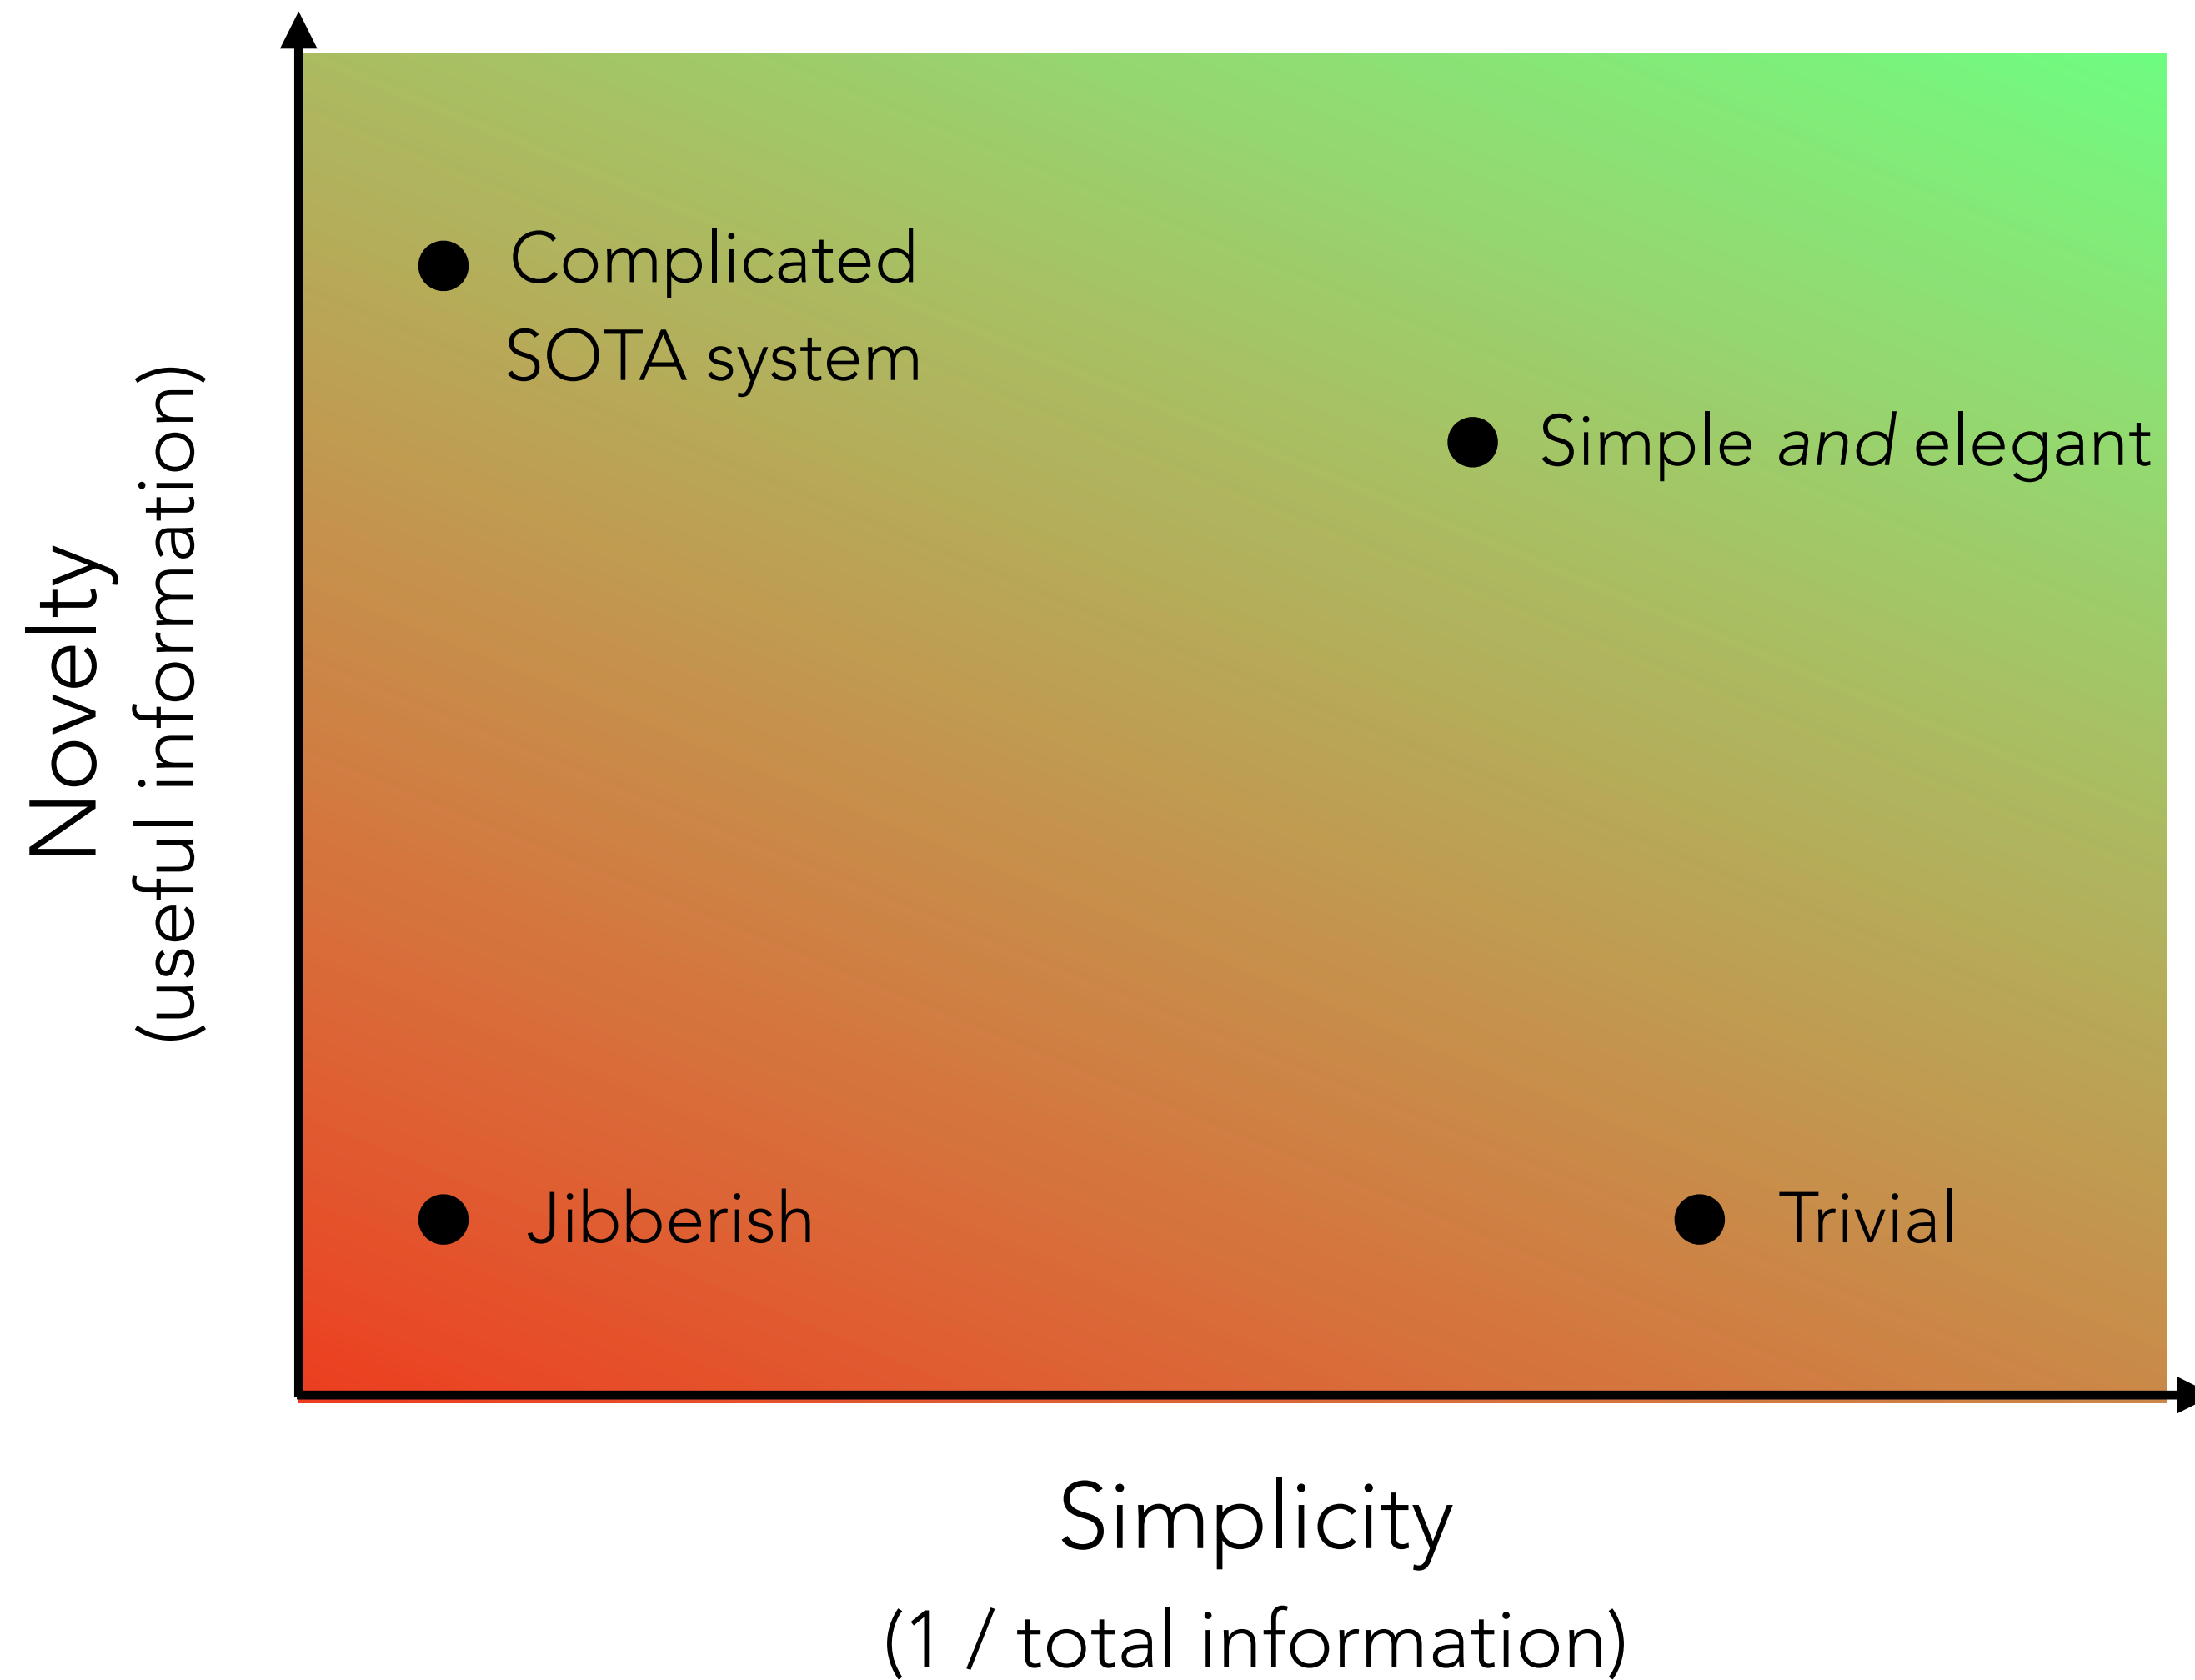 Novelty
(useful information)
Complicated
SOTA system
Simple and elegant
Jibberish
Trivial
Simplicity
(1 / total information)